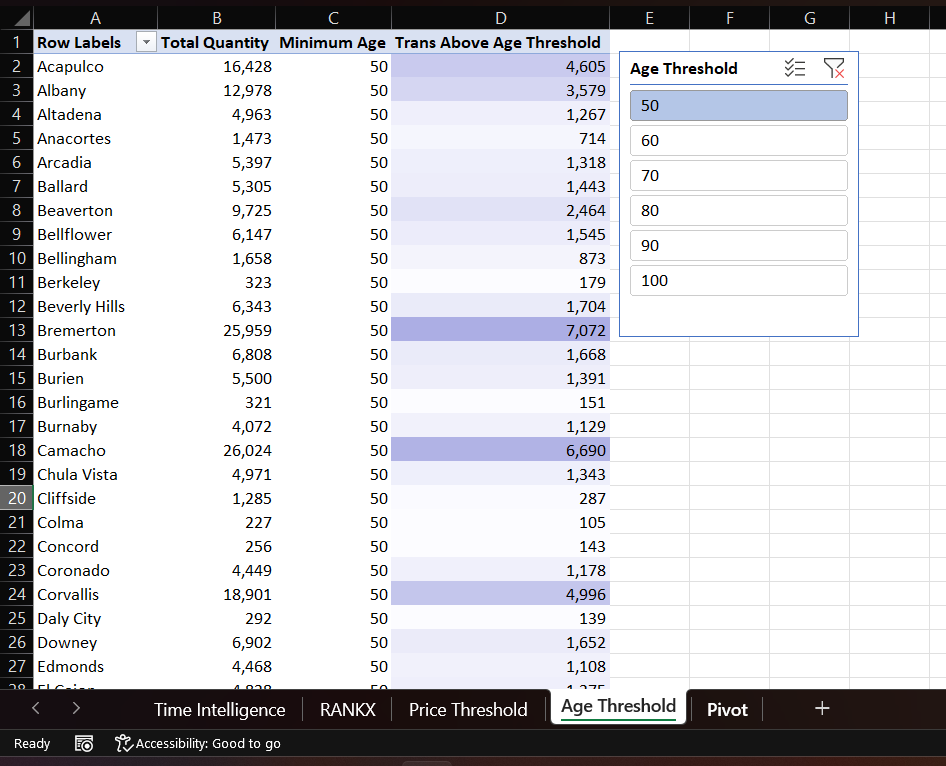 A B C D E F G H
1 Row Labels Total Quantity Minimum Age Trans Above Age Threshold
2 Acapulco 16,428 50 4,605
3 Albany 12,978 50 3,579
4 Altadena 4,963 50 1,267
5 Anacortes 1,473 50 714
6 Arcadia 5,397 50 1,318
7 Ballard 5,305 50 1,443
8 Beaverton 9,725 50 2,464
9 Bellflower 6,147 50 1,545
10 Bellingham 1,658 50 873
11 Berkeley 323 50 179
12 Beverly Hills 6,343 50 1,704
13 Bremerton 25,959 50 7,072
14 Burbank 6,808 50 1,668
15 Burien 5,500 50 1,391
16 Burlingame 321 50 151
17 Burnaby 4,072 50 1,129
18 Camacho 26,024 50 6,690
19 Chula Vista 4,971 50 1,343
20 Cliffside 1,285 50 287
21 Colma 227 50 105
22 Concord 256 50 143
23 Coronado 4,449 50 1,178
24 Corvallis 18,901 50 4,996
25 Daly City 292 50 139
26 Downey 6,902 50 1,652
27 Edmonds 4,468 50 1,108
Age Threshold
50
60
70
80
90
100
Time Intelligence RANKX Price Threshold Age Threshold Pivot
Ready Accessibility: Good to go